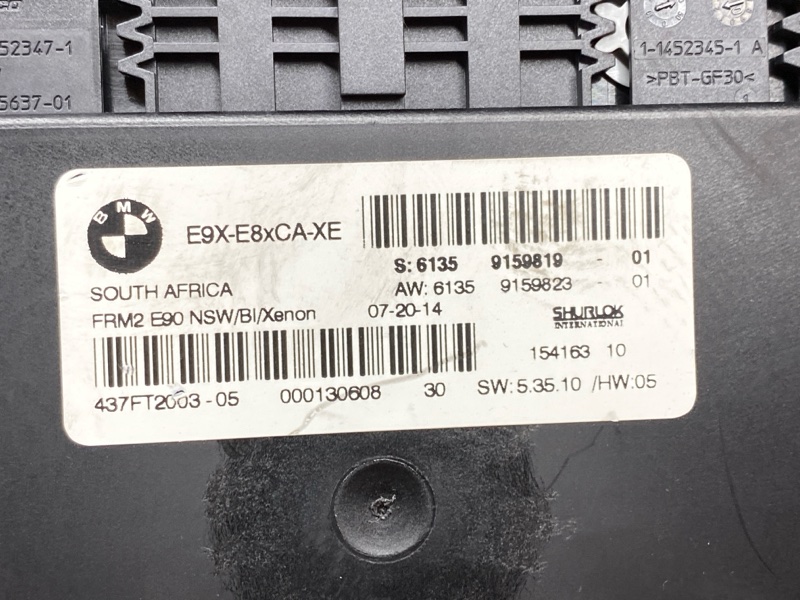 52347-1
5637-01
1-1452345-1 A
>PBT-GF30<
BMW
E9X-E8xCA-XE
S: 6135 9159819 - 01
SOUTH AFRICA
AW: 6135 9159823 - 01
FRM2 E90 NSW/BI/Xenon 07-20-14
SHURLOK
INTERNATIONAL
154163 10
437FT2003-05 000130608 30 SW: 5.35.10 /HW:05